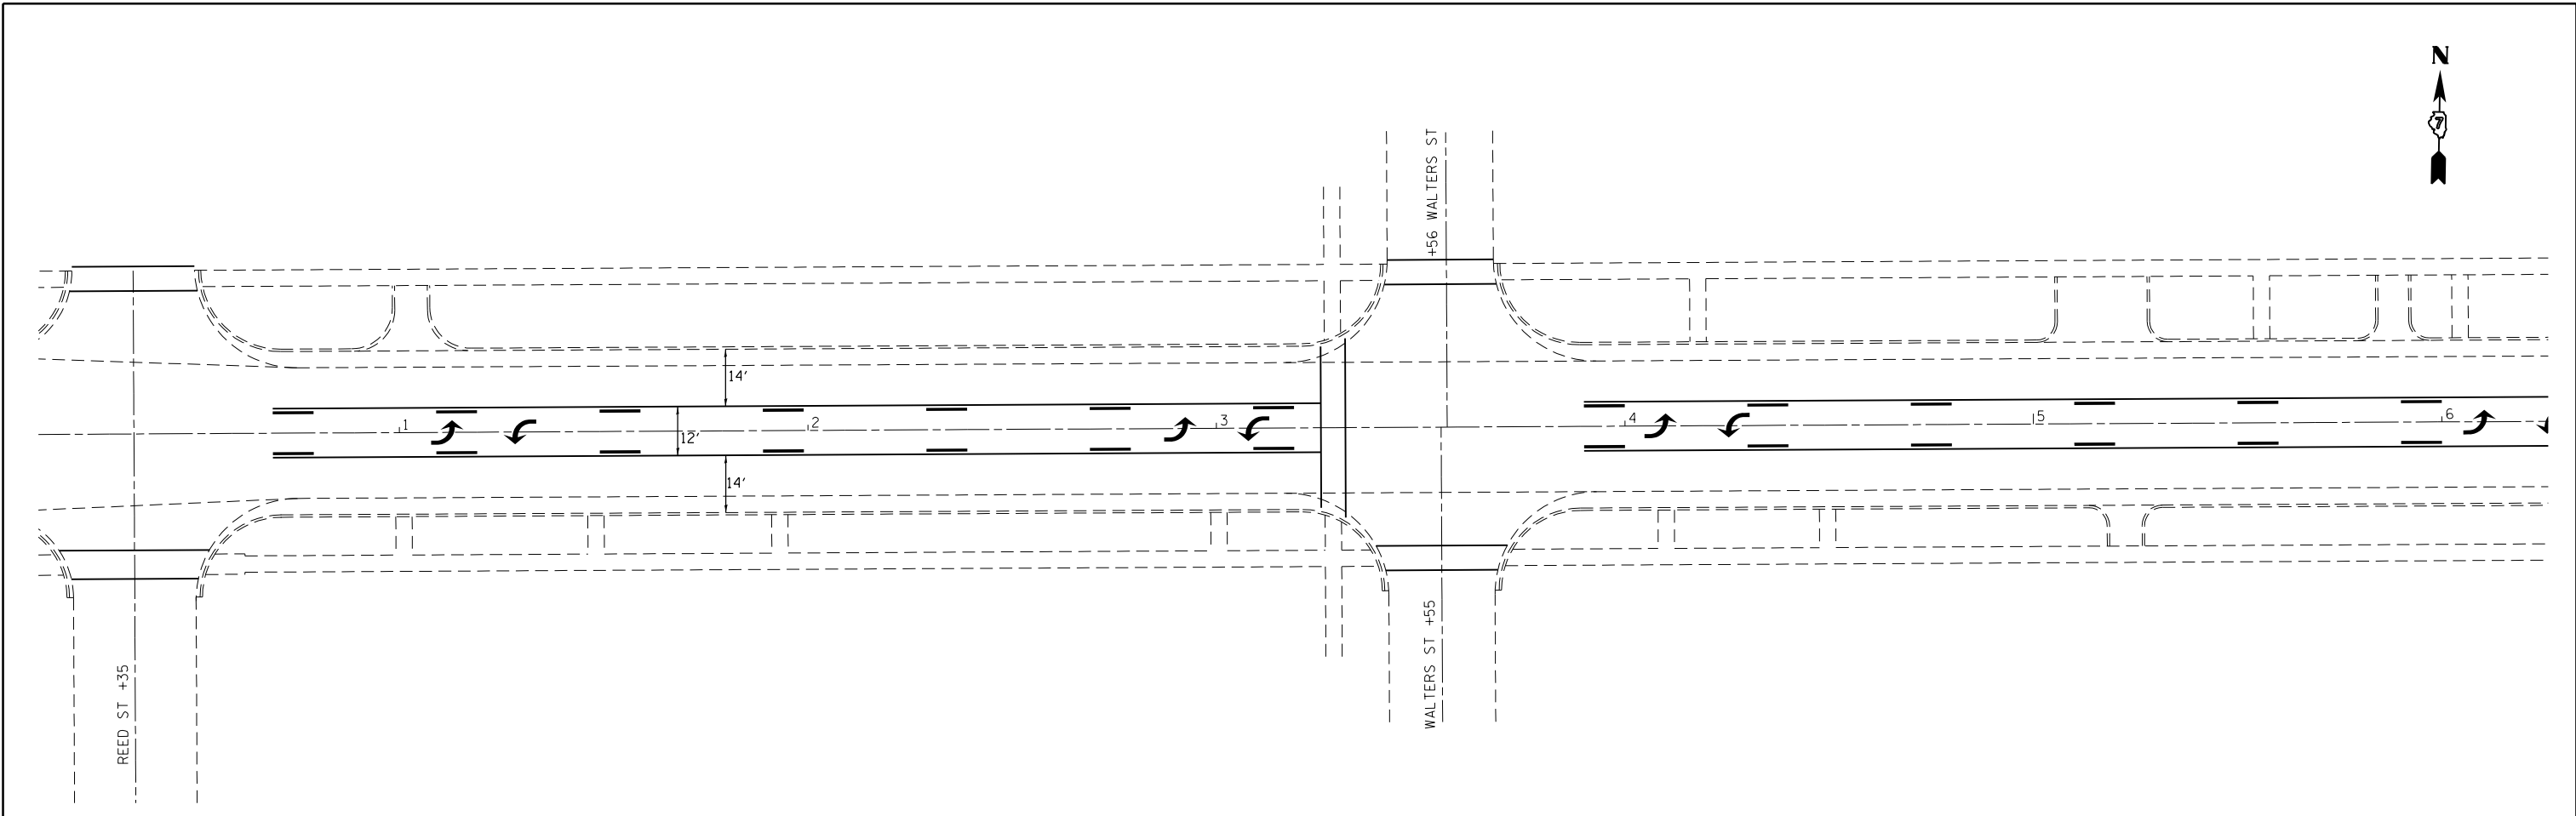 N
7
+56 WALTERS ST
14'
12'
14'
1
2
3
4
5
6
REED ST +35
WALTERS ST +55